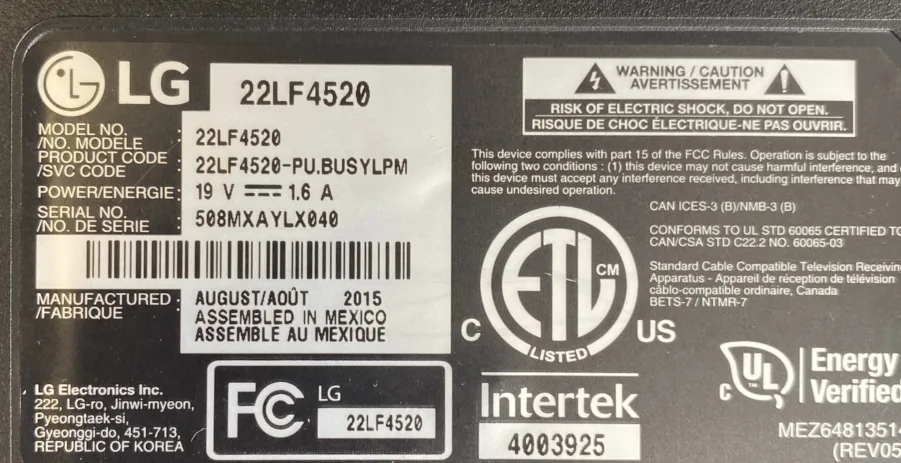 LG
22LF4520
MODEL NO. : 22LF4520
/NO. MODELE
PRODUCT CODE : 22LF4520-PU.BUSYLPM
/SVC CODE
POWER/ENERGIE: 19 V ⎓ 1.6 A
SERIAL NO. : 508MXAYLX040
/NO. DE SERIE
MANUFACTURED : AUGUST/AOÛT 2015
/FABRIQUE
ASSEMBLED IN MEXICO
ASSEMBLE AU MEXIQUE
LG Electronics Inc.
222, LG-ro, Jinwi-myeon,
Pyeongtaek-si,
Gyeonggi-do, 451-713,
REPUBLIC OF KOREA
FC
LG
22LF4520
WARNING / CAUTION
AVERTISSEMENT
RISK OF ELECTRIC SHOCK, DO NOT OPEN.
RISQUE DE CHOC ÉLECTRIQUE-NE PAS OUVRIR.
This device complies with part 15 of the FCC Rules. Operation is subject to the
following two conditions : (1) this device may not cause harmful interference, and
this device must accept any interference received, including interference that may
cause undesired operation.
CAN ICES-3 (B)/NMB-3 (B)
CONFORMS TO UL STD 60065 CERTIFIED TO
CAN/CSA STD C22.2 NO. 60065-03
Standard Cable Compatible Television Receiving
Apparatus - Appareil de réception de télévision
câblo-compatible ordinaire, Canada
BETS-7 / NTMR-7
ETL CM
LISTED
C US
Intertek
4003925
c UL TM
Energy
Verified
MEZ64813514
(REV05